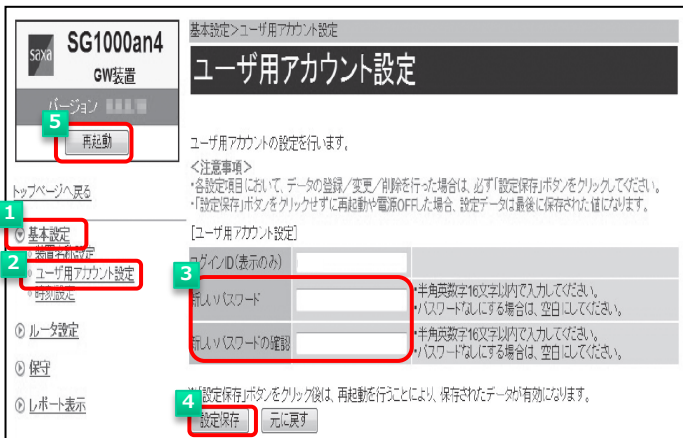 saxa
SG1000an4
GW装置
バージョン
5
再起動
トップページへ戻る
1
基本設定
装置名称設定
2
ユーザ用アカウント設定
時刻設定
ルータ設定
保守
レポート表示
基本設定>ユーザ用アカウント設定
ユーザ用アカウント設定
ユーザ用アカウントの設定を行います。
<注意事項>
・各設定項目において、データの登録/変更/削除を行った場合は、必ず「設定保存」ボタンをクリックしてください。
・「設定保存」ボタンをクリックせずに再起動や電源OFFした場合、設定データは最後に保存された値になります。
[ユーザ用アカウント設定]
ログインID(表示のみ)
3
新しいパスワード
・半角英数字16文字以内で入力してください。
・パスワードなしにする場合は、空白にしてください。
新しいパスワードの確認
・半角英数字16文字以内で入力してください。
・パスワードなしにする場合は、空白にしてください。
※「設定保存」ボタンをクリック後は、再起動を行うことにより、保存されたデータが有効になります。
4
設定保存
元に戻す